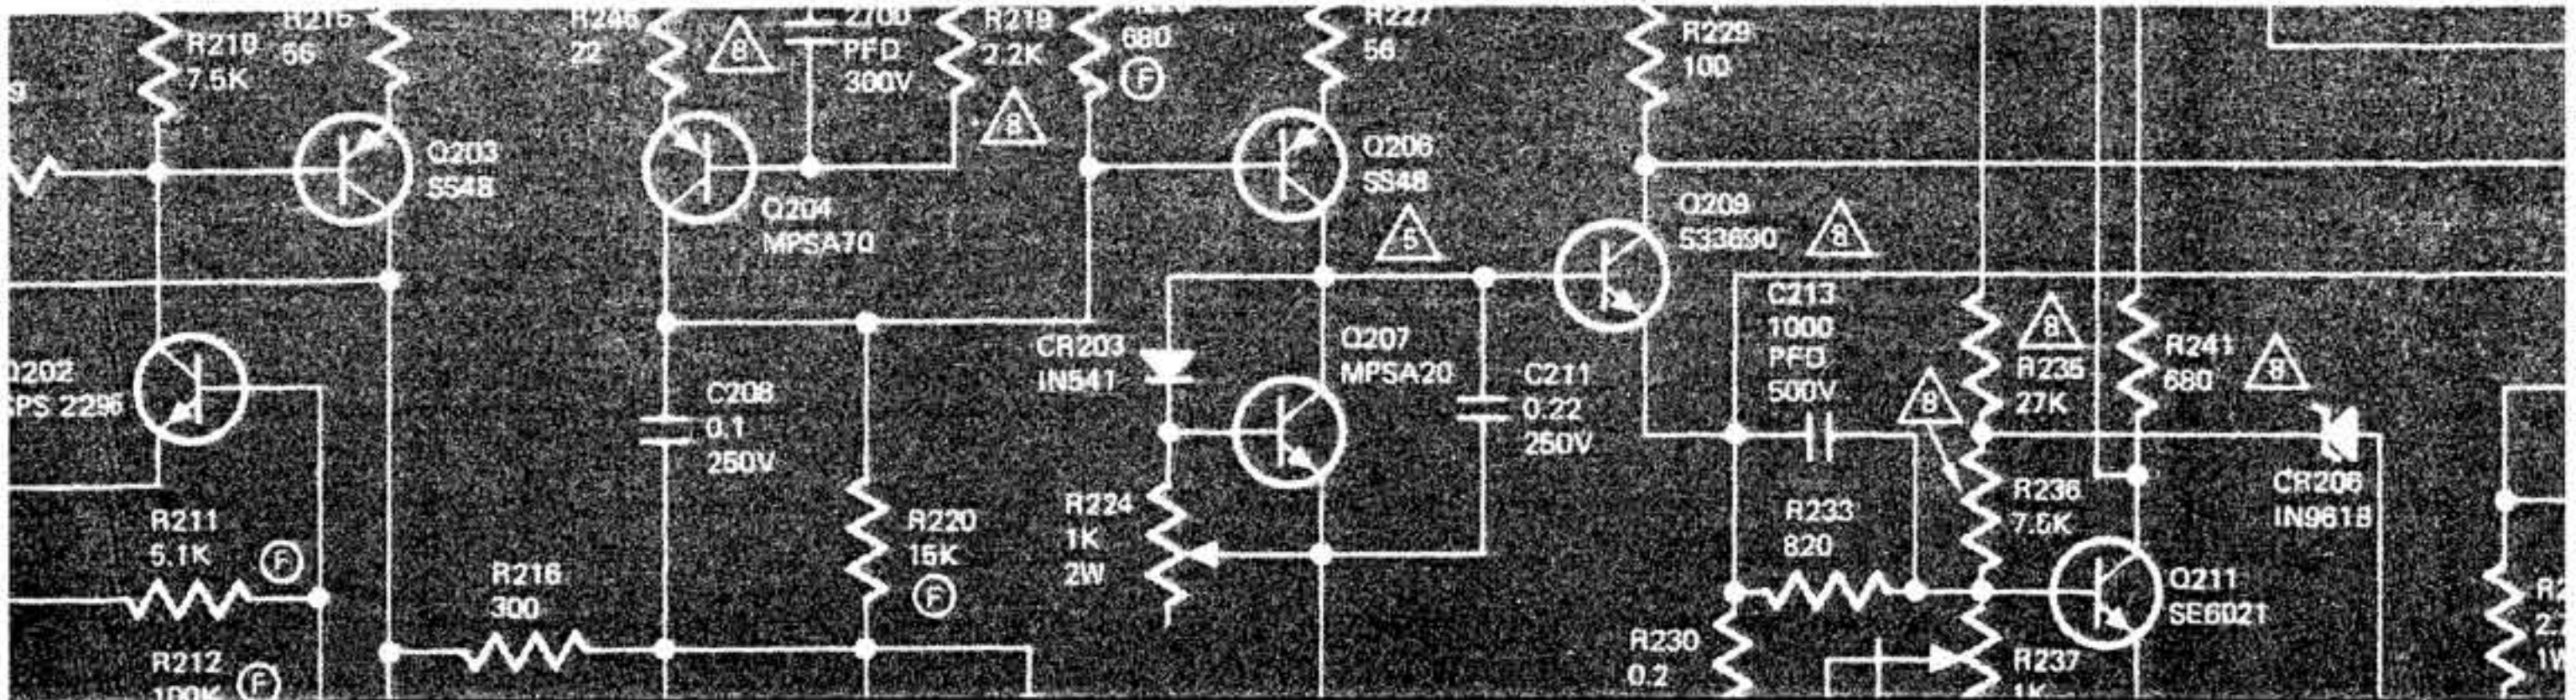 R210
7.5K
56
R246
22
8
2700
PFD
300V
R219
2.2K
8
680
F
R227
56
R229
100
Q203
SS48
Q204
MPSA70
Q206
SS48
5
Q209
S33690
8
Q202
SPS 2296
C208
0.1
250V
CR203
IN541
Q207
MPSA20
C211
0.22
250V
C213
1000
PFD
500V
8
8
R235
27K
R241
680
8
R211
5.1K
F
R216
300
R220
15K
F
R224
1K
2W
R233
820
R236
7.5K
CR206
IN961B
Q211
SE6021
R212
100K
F
R230
0.2
R237
1K